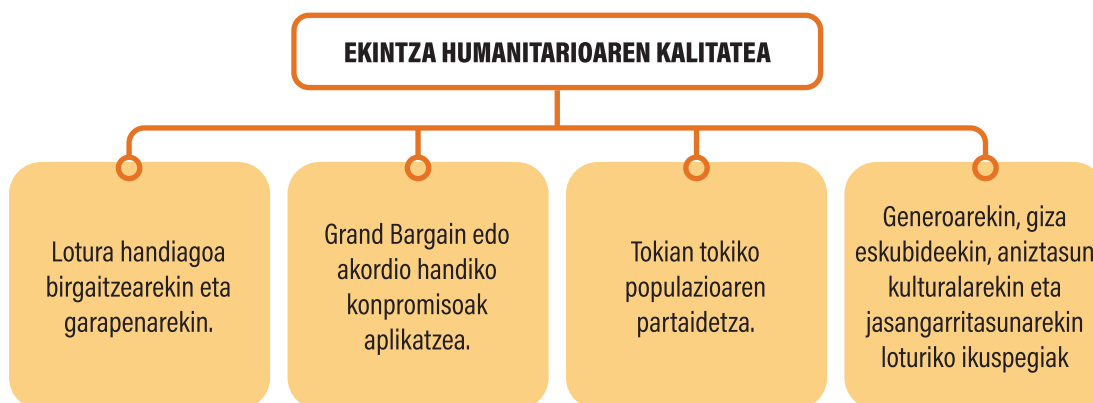 EKINTZA HUMANITARIOAREN KALITATEA
Lotura handiagoa
birgaitzearekin eta
garapenarekin.
Grand Bargain edo
akordio handiko
konpromisoak
aplikatzea.
Tokian tokiko
populazioaren
partaidetza.
Generoarekin, giza
eskubideekin, aniztasun
kulturalarekin eta
jasangarritasunarekin
loturiko ikuspegiak